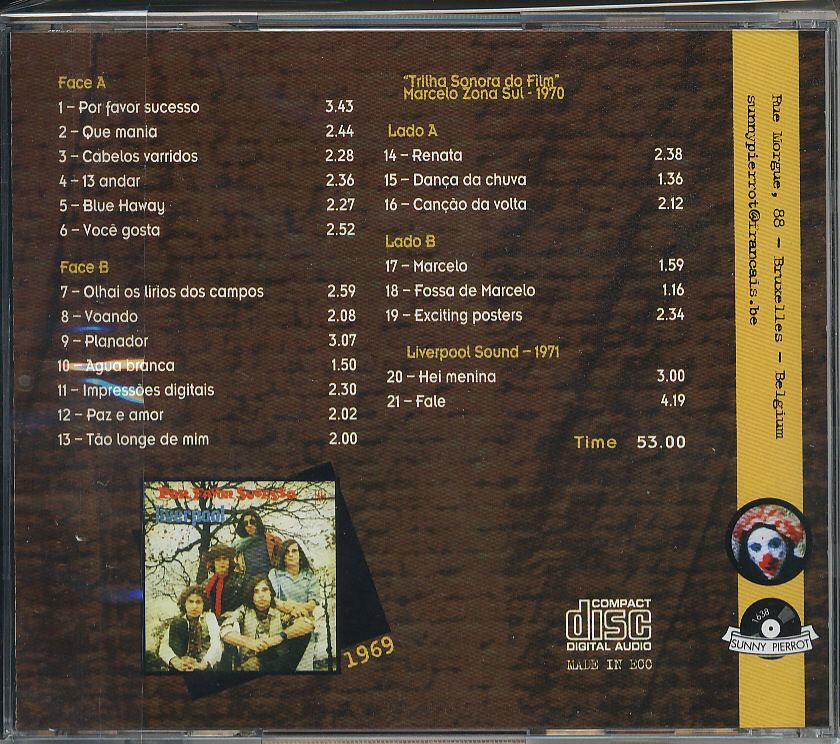 Face A
1 – Por favor sucesso 3.43
2 – Que mania 2.44
3 – Cabelos varridos 2.28
4 – 13 andar 2.36
5 – Blue Haway 2.27
6 – Você gosta 2.52
Face B
7 – Olhai os lirios dos campos 2.59
8 – Voando 2.08
9 – Planador 3.07
10 – Água branca 1.50
11 – Impressões digitais 2.30
12 – Paz e amor 2.02
13 – Tão longe de mim 2.00
"Trilha Sonora do Film"
Marcelo Zona Sul - 1970
Lado A
14 – Renata 2.38
15 – Dança da chuva 1.36
16 – Canção da volta 2.12
Lado B
17 – Marcelo 1.59
18 – Fossa de Marcelo 1.16
19 – Exciting posters 2.34
Liverpool Sound – 1971
20 – Hei menina 3.00
21 – Fale 4.19
Time 53.00
Por Favor Sucesso
liverpool
1969
COMPACT
disc
DIGITAL AUDIO
MADE IN ECC
Rue Morgue, 88 – Bruxelles – Belgium
sunnypierrot@francais.be
1638
SUNNY PIERROT